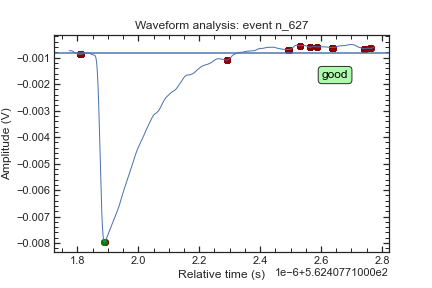 Waveform analysis: event n_627
Amplitude (V)
−0.001
−0.002
−0.003
−0.004
−0.005
−0.006
−0.007
−0.008
good
1.8 2.0 2.2 2.4 2.6 2.8
Relative time (s) 1e−6+5.6240771000e2